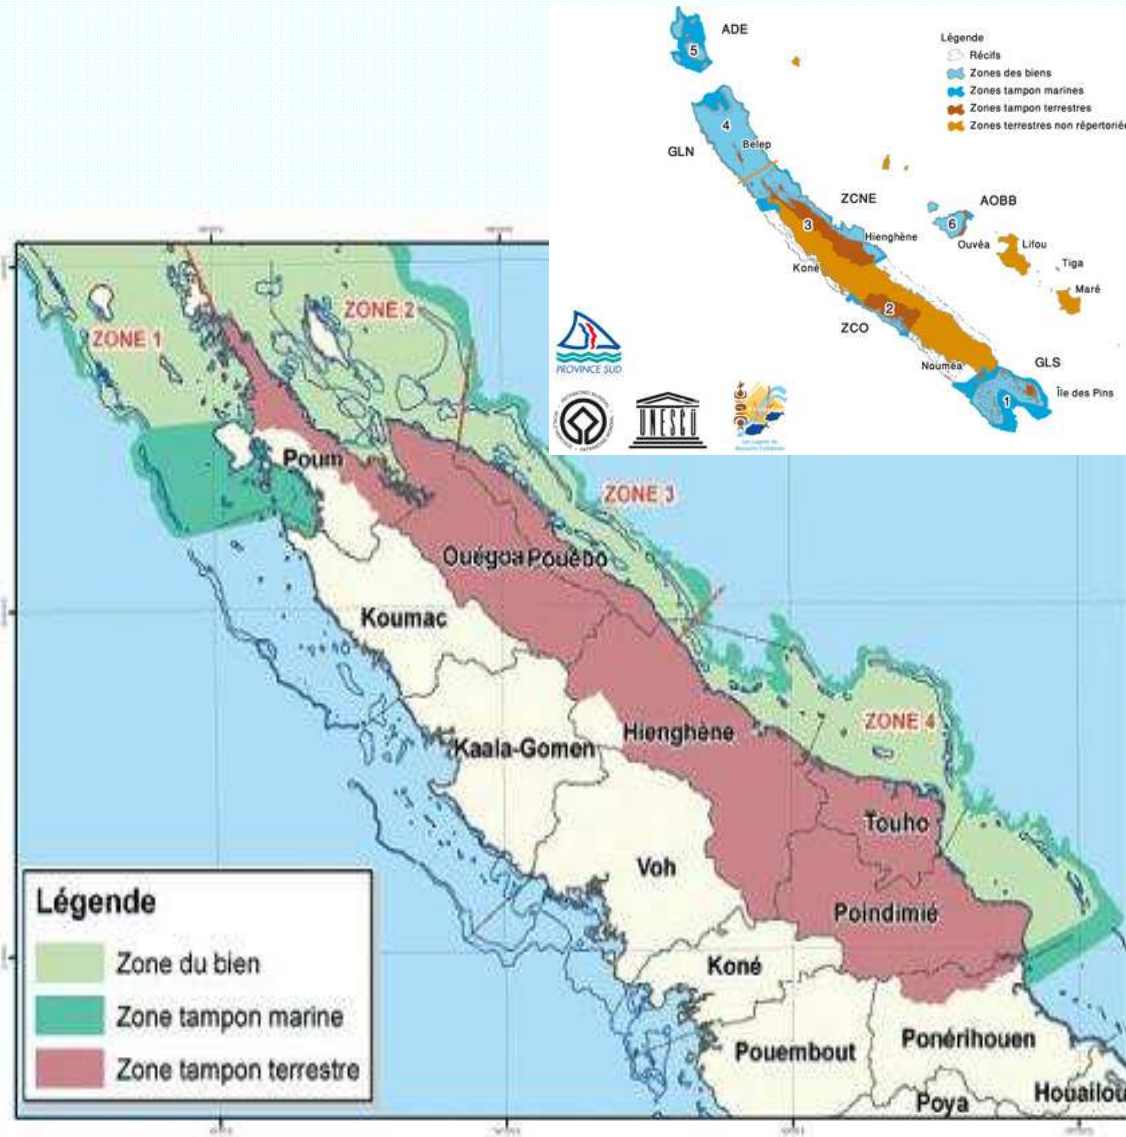 ADE
5
Légende
Récifs
Zones des biens
Zones tampon marines
Zones tampon terrestres
Zones terrestres non répertoriée
4
Belep
GLN
ZCNE
AOBB
3
6
Hienghène
Ouvéa
Lifou
Koné
Tiga
Maré
2
ZCO
Nouméa
GLS
1
Île des Pins
PROVINCE SUD
UNESCO
ZONE 1
ZONE 2
Poum
ZONE 3
Ouégoa
Pouébo
Koumac
ZONE 4
Hienghène
Kaala-Gomen
Touho
Voh
Poindimié
Koné
Ponérihouen
Pouembout
Houailou
Poya
Légende
Zone du bien
Zone tampon marine
Zone tampon terrestre